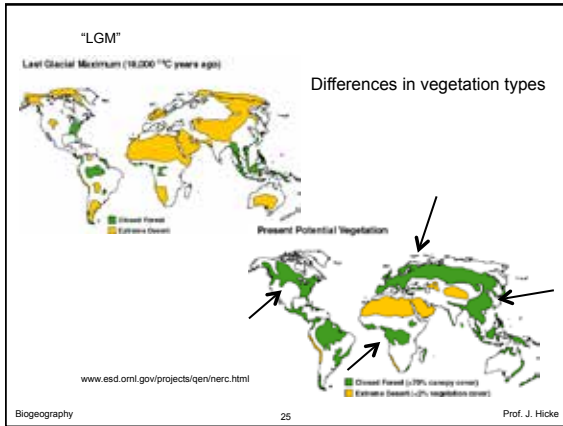 “LGM”
Last Glacial Maximum (18,000 ¹⁴C years ago)
Differences in vegetation types
Closed Forest
Extreme Desert
Present Potential Vegetation
Closed Forest (>70% canopy cover)
Extreme Desert (<2% vegetation cover)
www.esd.ornl.gov/projects/qen/nerc.html
Biogeography
25
Prof. J. Hicke